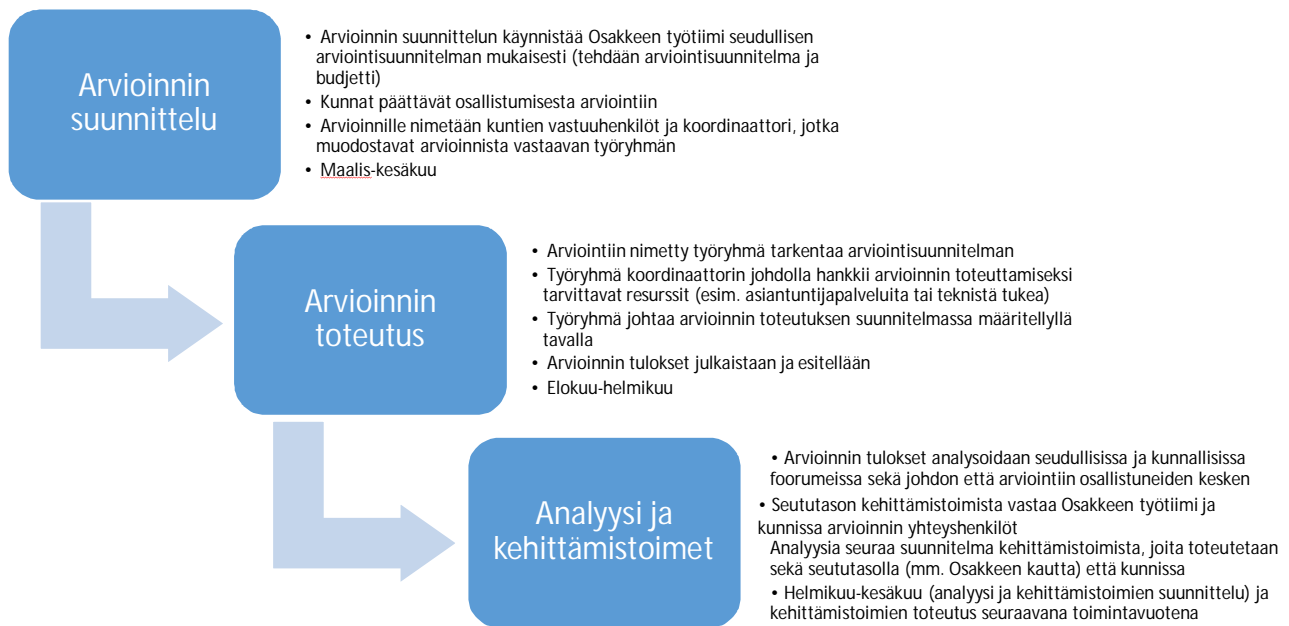 Arvioinnin
suunnittelu
• Arvioinnin suunnittelun käynnistää Osakkeen työtiimi seudullisen
arviointisuunnitelman mukaisesti (tehdään arviointisuunnitelma ja
budjetti)
• Kunnat päättävät osallistumisesta arviointiin
• Arvioinnille nimetään kuntien vastuuhenkilöt ja koordinaattori, jotka
muodostavat arvioinnista vastaavan työryhmän
• Maalis-kesäkuu
Arvioinnin
toteutus
• Arviointiin nimetty työryhmä tarkentaa arviointisuunnitelman
• Työryhmä koordinaattorin johdolla hankkii arvioinnin toteuttamiseksi
tarvittavat resurssit (esim. asiantuntijapalveluita tai teknistä tukea)
• Työryhmä johtaa arvioinnin toteutuksen suunnitelmassa määritellyllä
tavalla
• Arvioinnin tulokset julkaistaan ja esitellään
• Elokuu-helmikuu
Analyysi ja
kehittämistoimet
• Arvioinnin tulokset analysoidaan seudullisissa ja kunnallisissa
foorumeissa sekä johdon että arviointiin osallistuneiden kesken
• Seututason kehittämistoimista vastaa Osakkeen työtiimi ja
kunnissa arvioinnin yhteyshenkilöt
Analyysia seuraa suunnitelma kehittämistoimista, joita toteutetaan
sekä seututasolla (mm. Osakkeen kautta) että kunnissa
• Helmikuu-kesäkuu (analyysi ja kehittämistoimien suunnittelu) ja
kehittämistoimien toteutus seuraavana toimintavuotena